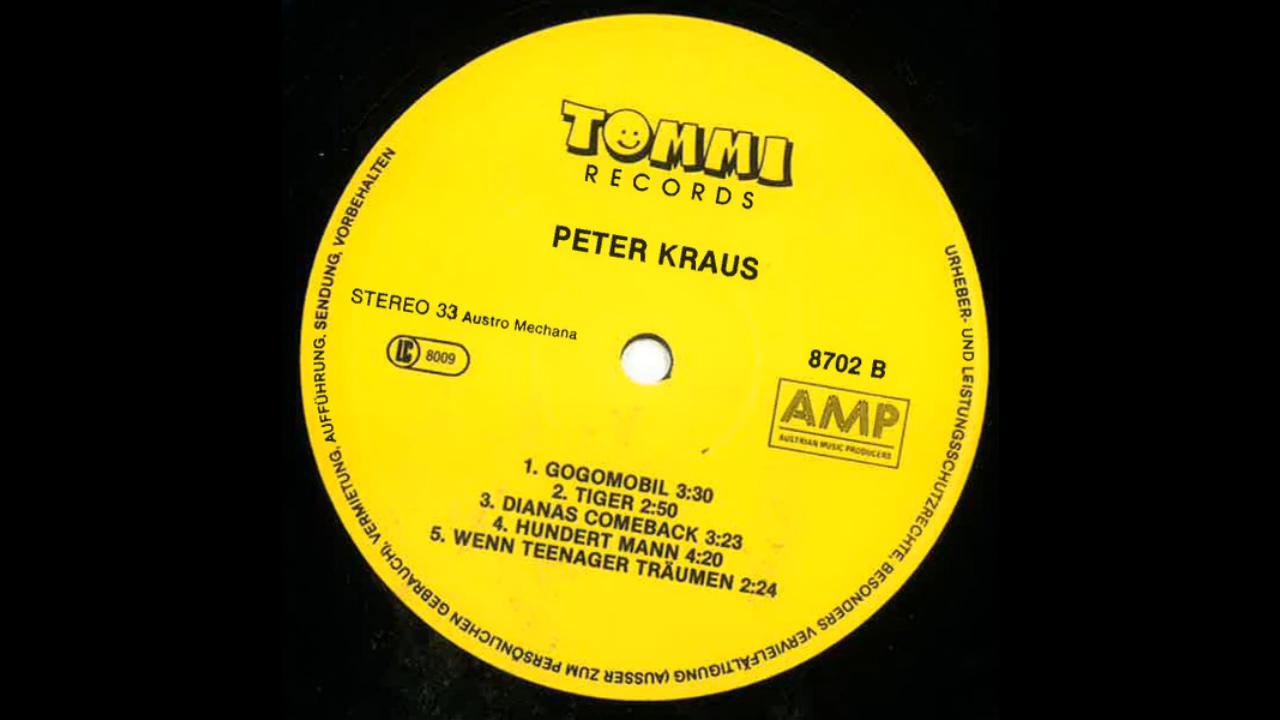 TOMMI
RECORDS
PETER KRAUS
STEREO 33 Austro Mechana
LC 8009
8702 B
AMP
AUSTRIAN MUSIC PRODUCERS
1. GOGOMOBIL 3:30
2. TIGER 2:50
3. DIANAS COMEBACK 3:23
4. HUNDERT MANN 4:20
5. WENN TEENAGER TRÄUMEN 2:24
URHEBER- UND LEISTUNGSSCHUTZRECHTE, BESONDERS VERVIELFÄLTIGUNG (AUSSER ZUM PERSÖNLICHEN GEBRAUCH), VERMIETUNG, AUFFÜHRUNG, SENDUNG, VORBEHALTEN